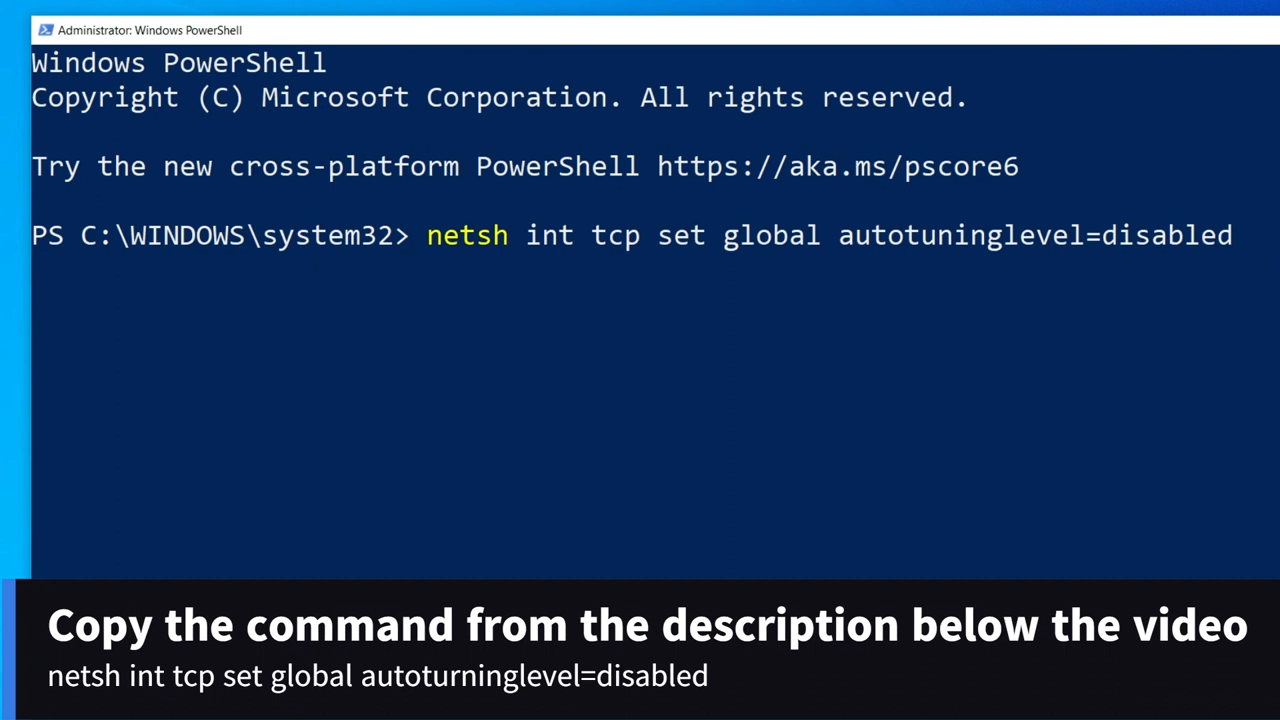 Administrator: Windows PowerShell
Windows PowerShell
Copyright (C) Microsoft Corporation. All rights reserved.
Try the new cross-platform PowerShell https://aka.ms/pscore6
PS C:\WINDOWS\system32> netsh int tcp set global autotuninglevel=disabled
Copy the command from the description below the video
netsh int tcp set global autoturninglevel=disabled